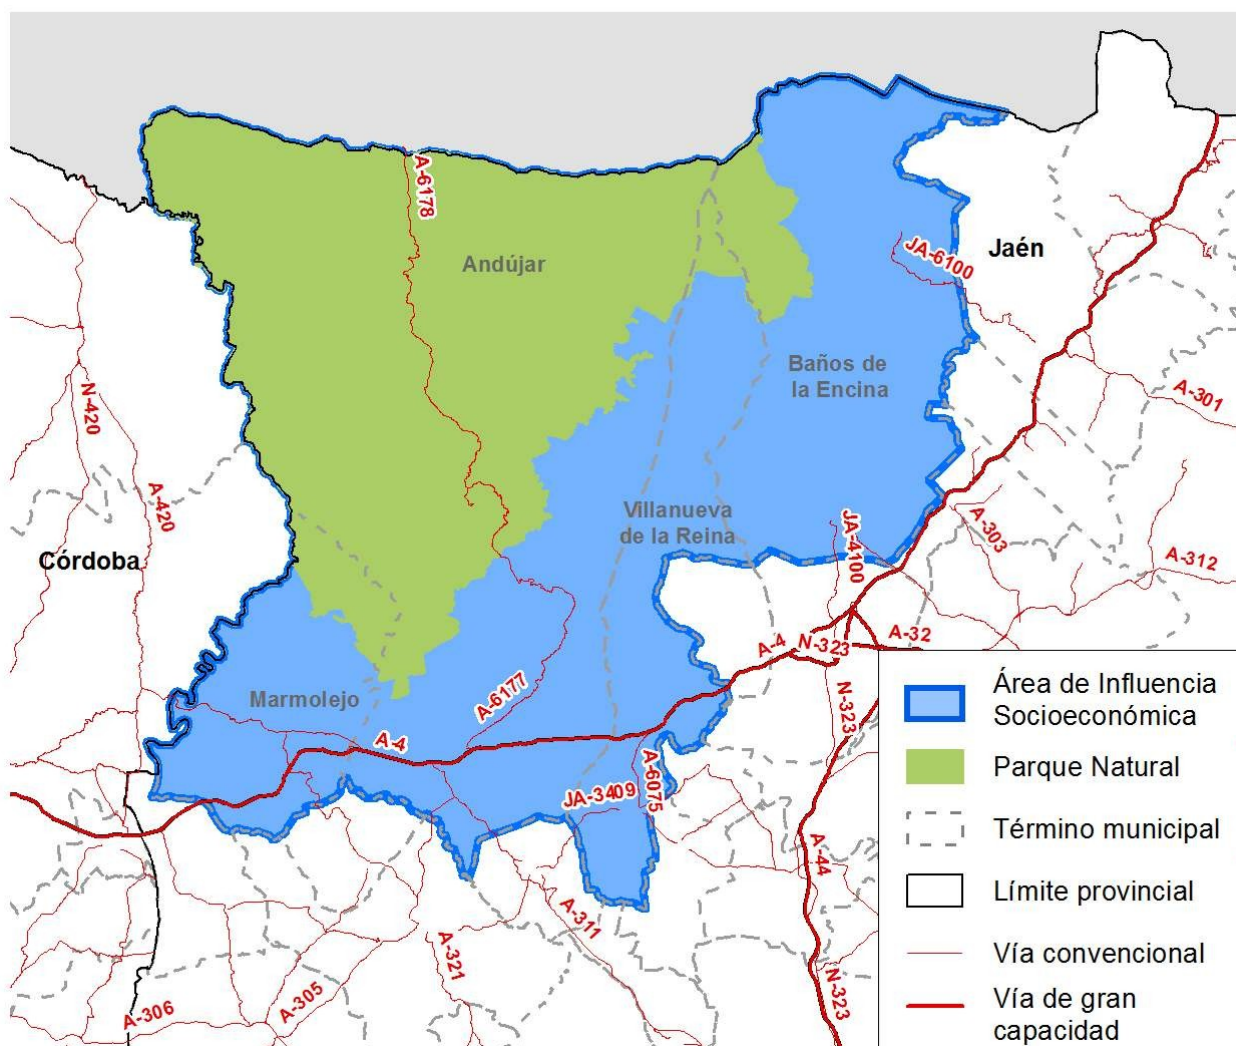 A-6178
Andújar
JA-6100
Jaén
Baños de
la Encina
A-301
N-420
A-420
Córdoba
Villanueva
de la Reina
JA-4100
A-303
A-312
A-4
N-323
A-32
Marmolejo
A-6177
A-4
N-323
JA-3409
A-6075
A-44
A-311
A-321
A-305
A-306
N-323
Área de Influencia
Socioeconómica
Parque Natural
Término municipal
Límite provincial
Vía convencional
Vía de gran
capacidad